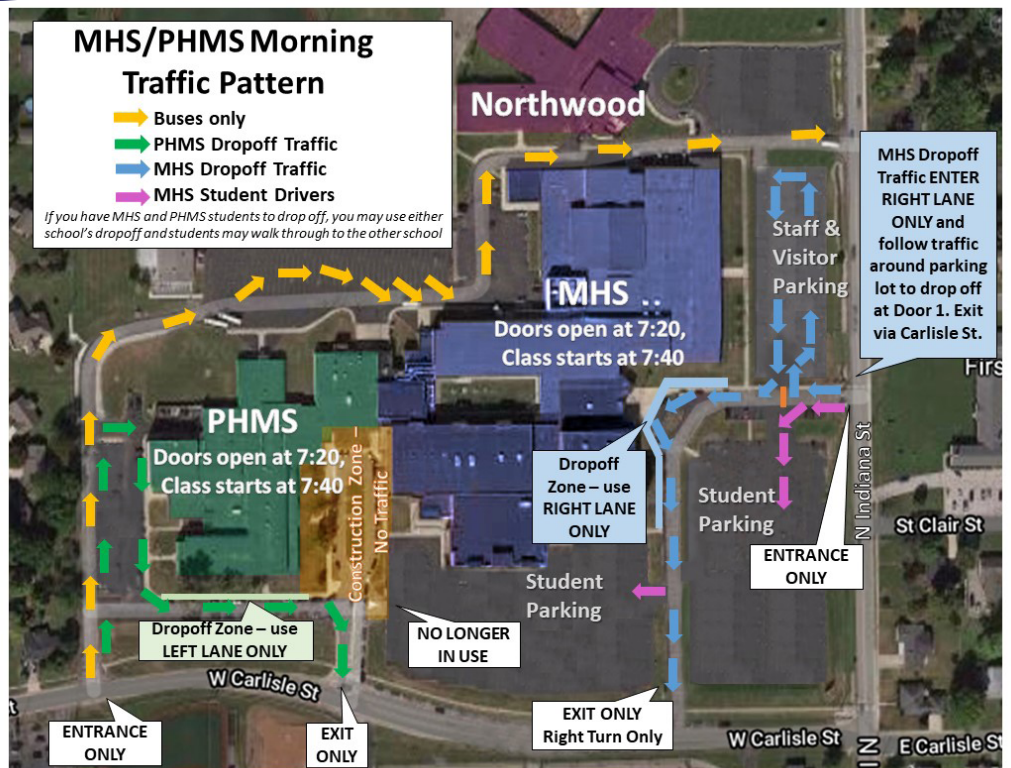 MHS/PHMS Morning
Traffic Pattern
Buses only
PHMS Dropoff Traffic
MHS Dropoff Traffic
MHS Student Drivers
If you have MHS and PHMS students to drop off, you may use either
school's dropoff and students may walk through to the other school
Northwood
MHS Dropoff
Traffic ENTER
RIGHT LANE
ONLY and
follow traffic
around parking
lot to drop off
at Door 1. Exit
via Carlisle St.
Staff &
Visitor
Parking
MHS ..
Doors open at 7:20,
Class starts at 7:40
Firs
PHMS
Doors open at 7:20,
Class starts at 7:40
Construction Zone –
No Traffic
Dropoff
Zone – use
RIGHT LANE
ONLY
Student
Parking
N Indiana St
St Clair St
ENTRANCE
ONLY
Student
Parking
Dropoff Zone – use
LEFT LANE ONLY
NO LONGER
IN USE
W Carlisle St
t
ENTRANCE
ONLY
EXIT
ONLY
EXIT ONLY
Right Turn Only
W Carlisle St
IN
E Carlisle St